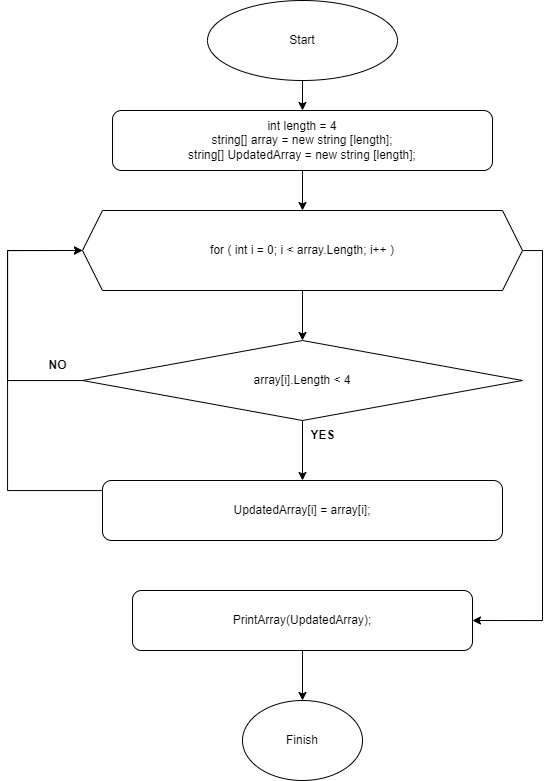 Start
int length = 4
string[] array = new string [length];
string[] UpdatedArray = new string [length];
for ( int i = 0; i < array.Length; i++ )
NO
array[i].Length < 4
YES
UpdatedArray[i] = array[i];
PrintArray(UpdatedArray);
Finish